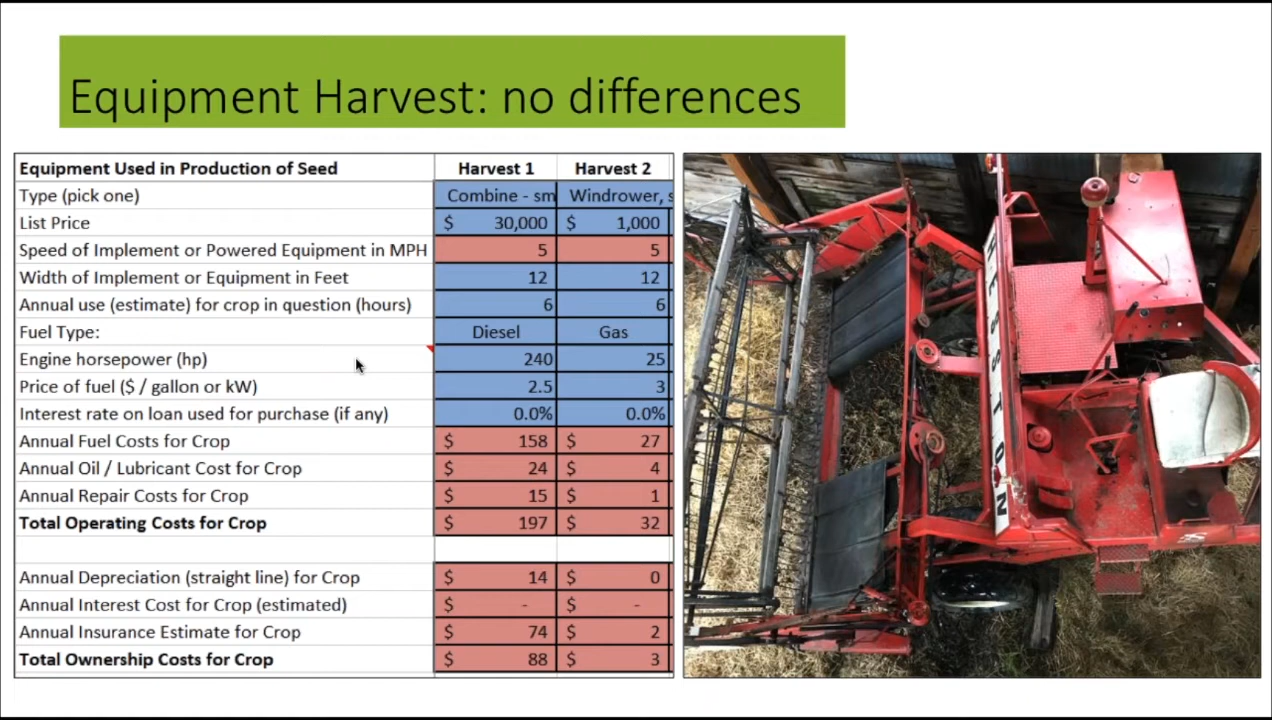 Equipment Harvest: no differences
Equipment Used in Production of Seed Harvest 1 Harvest 2
Type (pick one) Combine - sm Windrower, s
List Price $ 30,000 $ 1,000
Speed of Implement or Powered Equipment in MPH 5 5
Width of Implement or Equipment in Feet 12 12
Annual use (estimate) for crop in question (hours) 6 6
Fuel Type: Diesel Gas
Engine horsepower (hp) 240 25
Price of fuel ($ / gallon or kW) 2.5 3
Interest rate on loan used for purchase (if any) 0.0% 0.0%
Annual Fuel Costs for Crop $ 158 $ 27
Annual Oil / Lubricant Cost for Crop $ 24 $ 4
Annual Repair Costs for Crop $ 15 $ 1
Total Operating Costs for Crop $ 197 $ 32
Annual Depreciation (straight line) for Crop $ 14 $ 0
Annual Interest Cost for Crop (estimated) $ - $ -
Annual Insurance Estimate for Crop $ 74 $ 2
Total Ownership Costs for Crop $ 88 $ 3
HESSTON